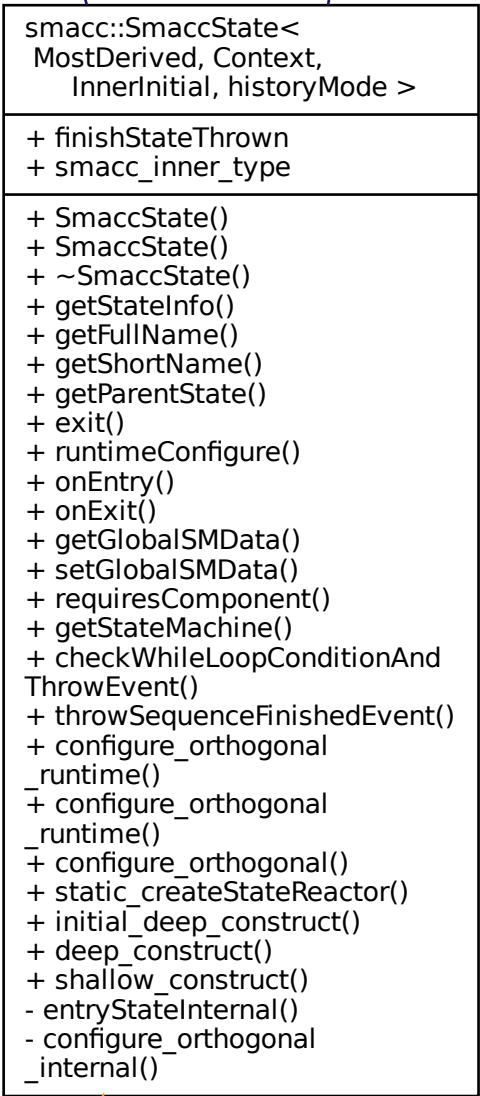 smacc::SmaccState<
MostDerived, Context,
InnerInitial, historyMode >
+ finishStateThrown
+ smacc_inner_type
+ SmaccState()
+ SmaccState()
+ ~SmaccState()
+ getStateInfo()
+ getFullName()
+ getShortName()
+ getParentState()
+ exit()
+ runtimeConfigure()
+ onEntry()
+ onExit()
+ getGlobalSMData()
+ setGlobalSMData()
+ requiresComponent()
+ getStateMachine()
+ checkWhileLoopConditionAnd
ThrowEvent()
+ throwSequenceFinishedEvent()
+ configure_orthogonal
_runtime()
+ configure_orthogonal
_runtime()
+ configure_orthogonal()
+ static_createStateReactor()
+ initial_deep_construct()
+ deep_construct()
+ shallow_construct()
- entryStateInternal()
- configure_orthogonal
_internal()